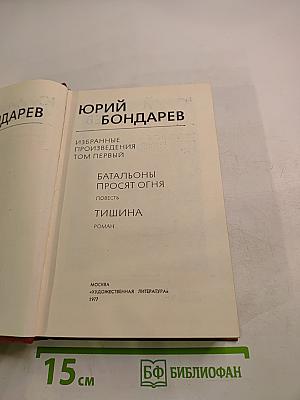 ДАРЕВ
ЮРИЙ
БОНДАРЕВ
ИЗБРАННЫЕ
ПРОИЗВЕДЕНИЯ
ТОМ ПЕРВЫЙ
БАТАЛЬОНЫ
ПРОСЯТ ОГНЯ
ПОВЕСТЬ
ТИШИНА
РОМАН
МОСКВА
«ХУДОЖЕСТВЕННАЯ ЛИТЕРАТУРА»
1977
15 см
БФ БИБЛИОФАН